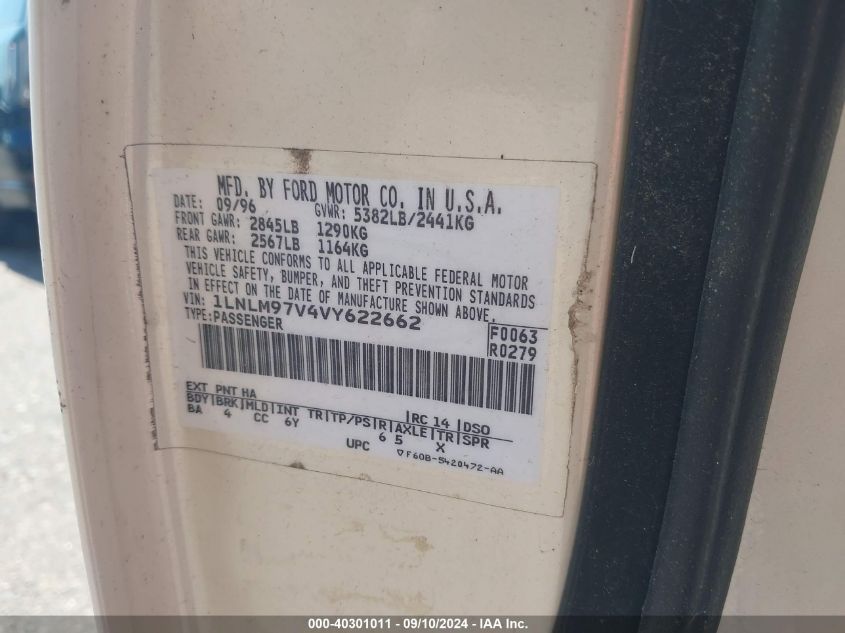 MFD. BY FORD MOTOR CO. IN U.S.A.
DATE: 09/96 GVWR: 5382LB/2441KG
FRONT GAWR: 2845LB 1290KG
REAR GAWR: 2567LB 1164KG
THIS VEHICLE CONFORMS TO ALL APPLICABLE FEDERAL MOTOR
VEHICLE SAFETY, BUMPER, AND THEFT PREVENTION STANDARDS
IN EFFECT ON THE DATE OF MANUFACTURE SHOWN ABOVE.
VIN: 1LNLM97V4VY622662
TYPE: PASSENGER
F0063
R0279
EXT PNT HA RC 14 DSO
BDY BRK MLD INT TR TP/PS R AXLE TR SPR
BA 4 CC 6Y 6 5 X
UPC ▽F60B-5420472-AA
000-40301011 - 09/10/2024 - IAA Inc.